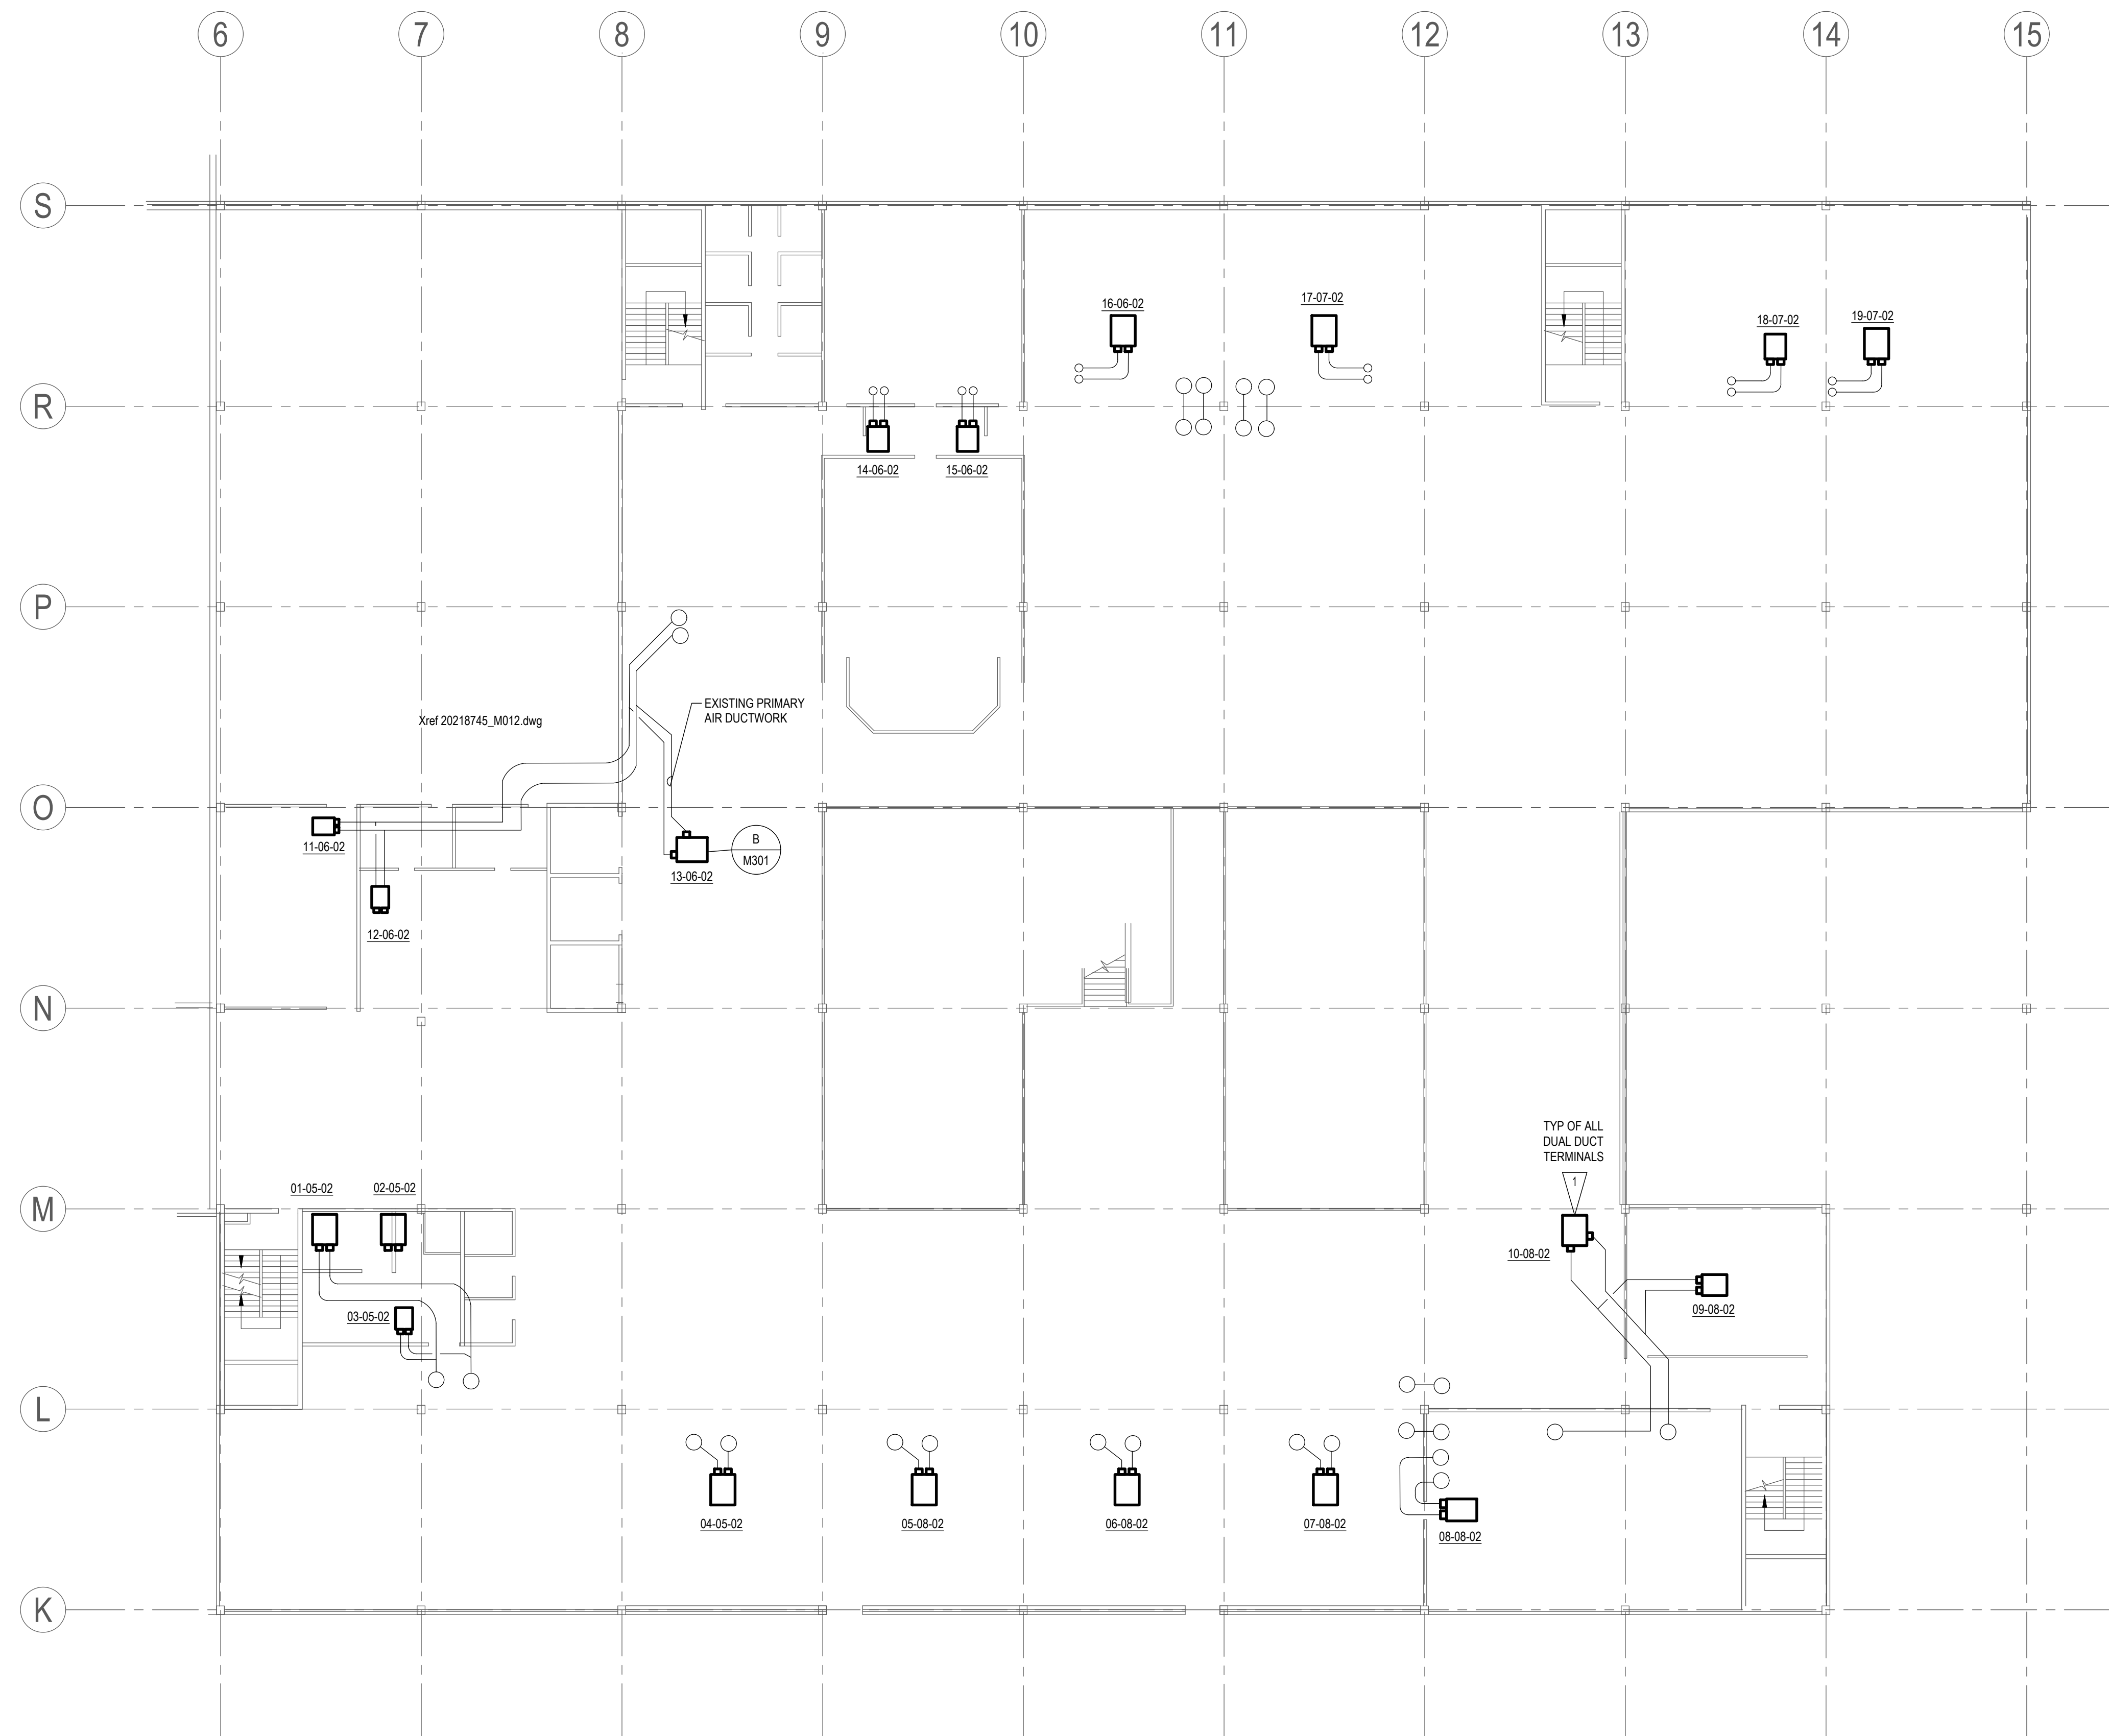 6
7
8
9
10
11
12
13
14
15
S
16-06-02
17-07-02
18-07-02
19-07-02
R
14-06-02
15-06-02
P
EXISTING PRIMARY
AIR DUCTWORK
Xref 20218745_M012.dwg
O
11-06-02
B
M301
13-06-02
12-06-02
N
TYP OF ALL
DUAL DUCT
TERMINALS
1
M
01-05-02
02-05-02
10-08-02
09-08-02
03-05-02
L
04-05-02
05-08-02
06-08-02
07-08-02
08-08-02
K